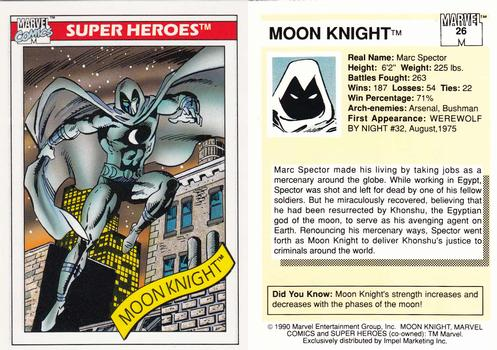 MARVEL
COMICS
M
SUPER HEROES™
MOON KNIGHT™
MOON KNIGHT™
MARVEL™
26
M
Real Name: Marc Spector
Height: 6'2" Weight: 225 lbs.
Battles Fought: 263
Wins: 187 Losses: 54 Ties: 22
Win Percentage: 71%
Arch-enemies: Arsenal, Bushman
First Appearance: WEREWOLF
BY NIGHT #32, August,1975
Marc Spector made his living by taking jobs as a
mercenary around the globe. While working in Egypt,
Spector was shot and left for dead by one of his fellow
soldiers. But he miraculously recovered, believing that
he had been resurrected by Khonshu, the Egyptian
god of the moon, to serve as his avenging agent on
Earth. Renouncing his mercenary ways, Spector went
forth as Moon Knight to deliver Khonshu's justice to
criminals around the world.
Did You Know: Moon Knight's strength increases and
decreases with the phases of the moon!
© 1990 Marvel Entertainment Group, Inc. MOON KNIGHT, MARVEL
COMICS and SUPER HEROES (co-owned): TM Marvel.
Exclusively distributed by Impel Marketing Inc.